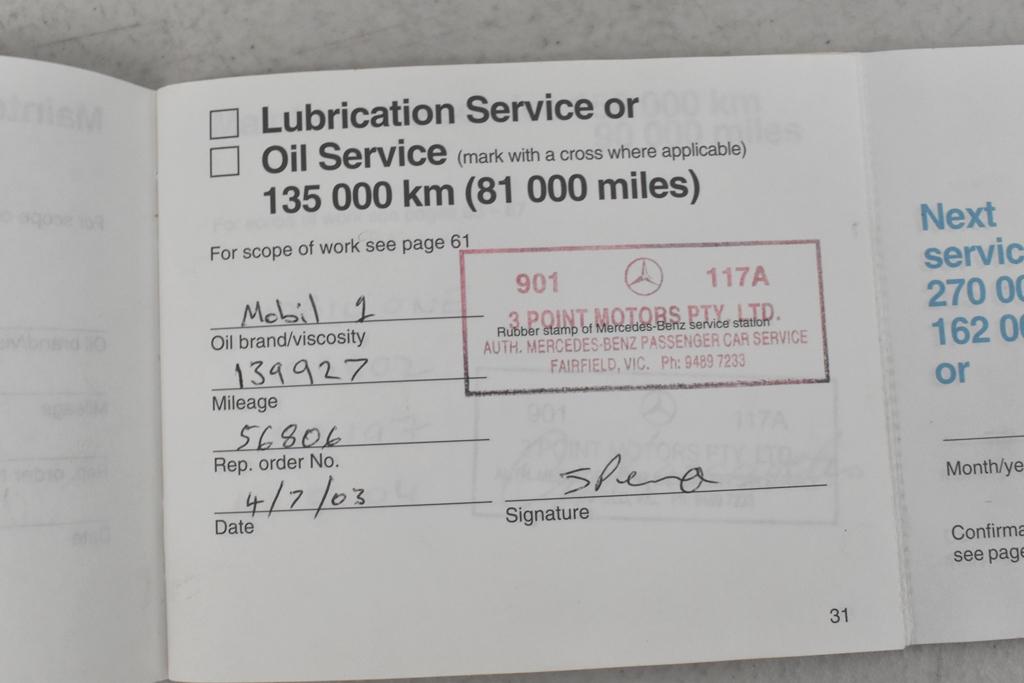 Lubrication Service or
Oil Service (mark with a cross where applicable)
135 000 km (81 000 miles)
For scope of work see page 61
901 117A
3 POINT MOTORS PTY. LTD.
Rubber stamp of Mercedes-Benz service station
AUTH. MERCEDES-BENZ PASSENGER CAR SERVICE
FAIRFIELD, VIC. Ph: 9489 7233
Mobil 1
Oil brand/viscosity
139927
Mileage
56806
Rep. order No.
4/7/03
Date
Signature
31
Next
servic
270 00
162 00
or
Month/ye
Confirma
see page